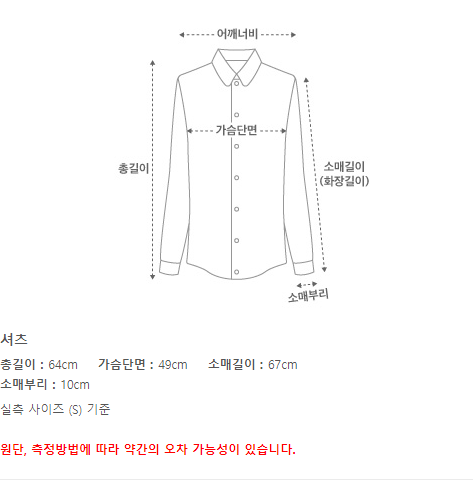 어깨너비
가슴단면
총길이
소매길이
(화장길이)
소매부리
셔츠
총길이 : 64cm 가슴단면 : 49cm 소매길이 : 67cm
소매부리 : 10cm
실측 사이즈 (S) 기준
원단, 측정방법에 따라 약간의 오차 가능성이 있습니다.